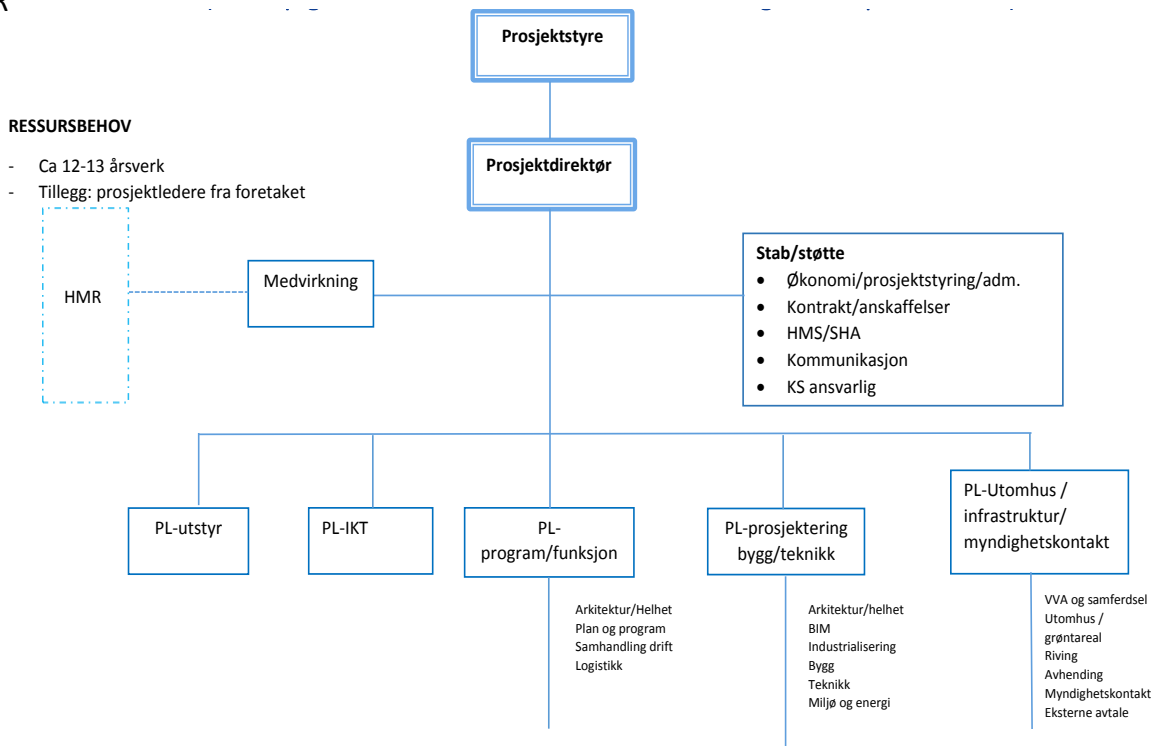 Prosjektstyre
RESSURSBEHOV
- Ca 12-13 årsverk
- Tillegg: prosjektledere fra foretaket
Prosjektdirektør
HMR
Medvirkning
Stab/støtte
• Økonomi/prosjektstyring/adm.
• Kontrakt/anskaffelser
• HMS/SHA
• Kommunikasjon
• KS ansvarlig
PL-utstyr
PL-IKT
PL-
program/funksjon
PL-prosjektering
bygg/teknikk
PL-Utomhus /
infrastruktur/
myndighetskontakt
Arkitektur/Helhet
Plan og program
Samhandling drift
Logistikk
Arkitektur/helhet
BIM
Industrialisering
Bygg
Teknikk
Miljø og energi
VVA og samferdsel
Utomhus /
grøntareal
Riving
Avhending
Myndighetskontakt
Eksterne avtale